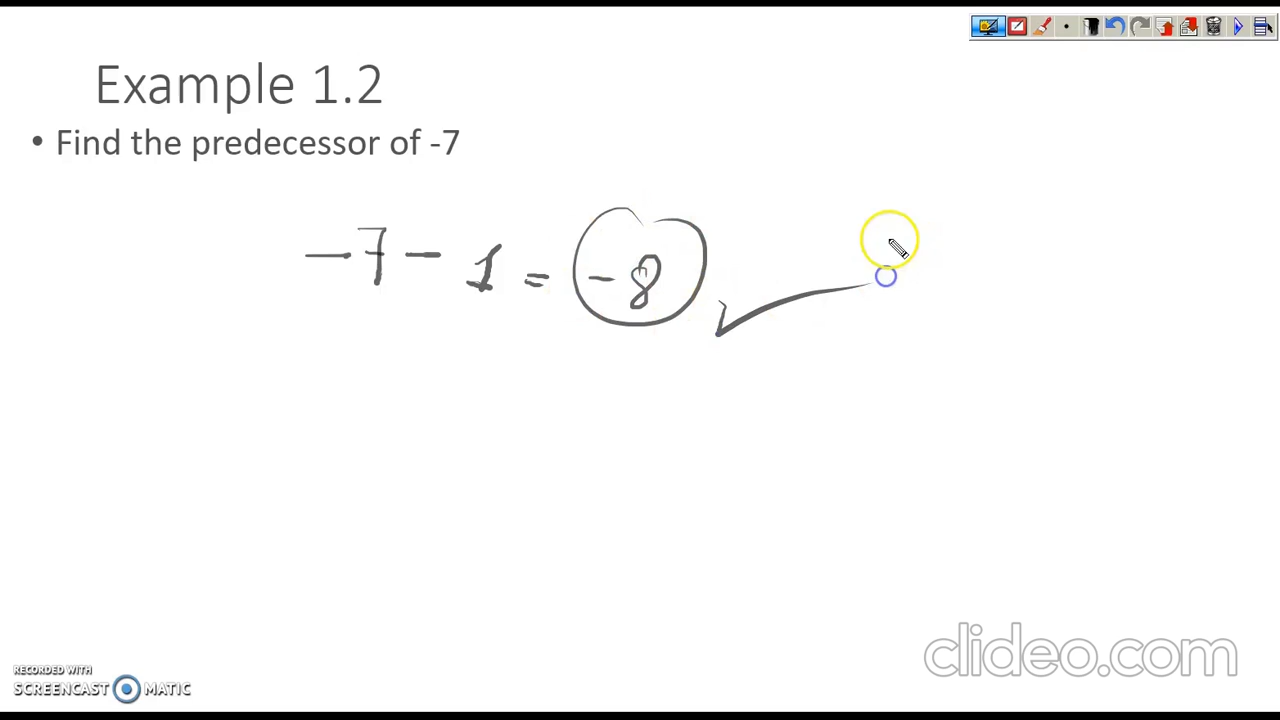 Example 1.2
• Find the predecessor of -7
-7 - 1 = -8
clideo.com
RECORDED WITH
SCREENCAST MATIC